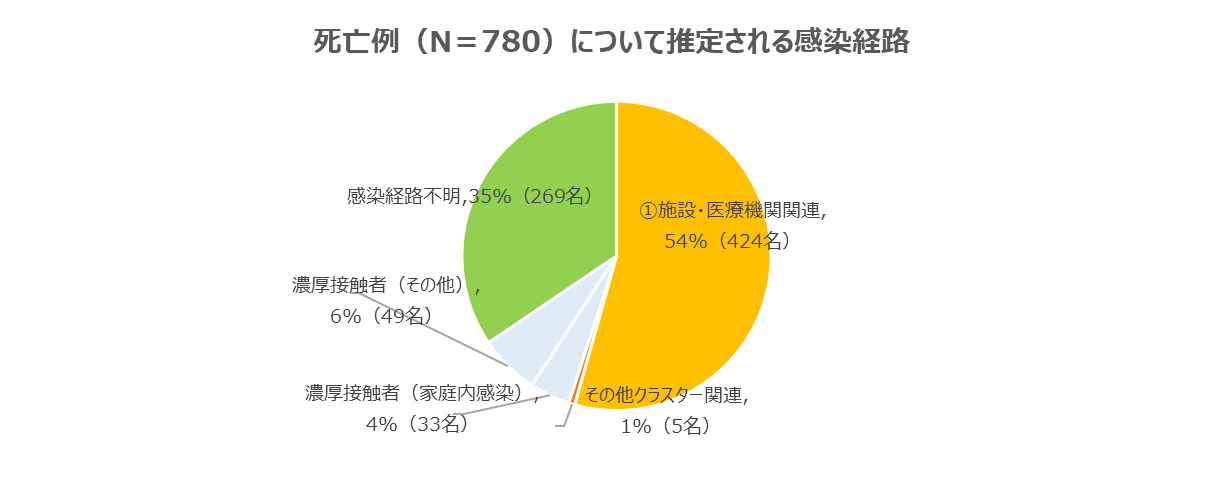 死亡例（N＝780）について推定される感染経路
感染経路不明,35%（269名）
①施設・医療機関関連,
54%（424名）
濃厚接触者（その他）,
6%（49名）
濃厚接触者（家庭内感染）,
4%（33名）
その他クラスター関連,
1%（5名）